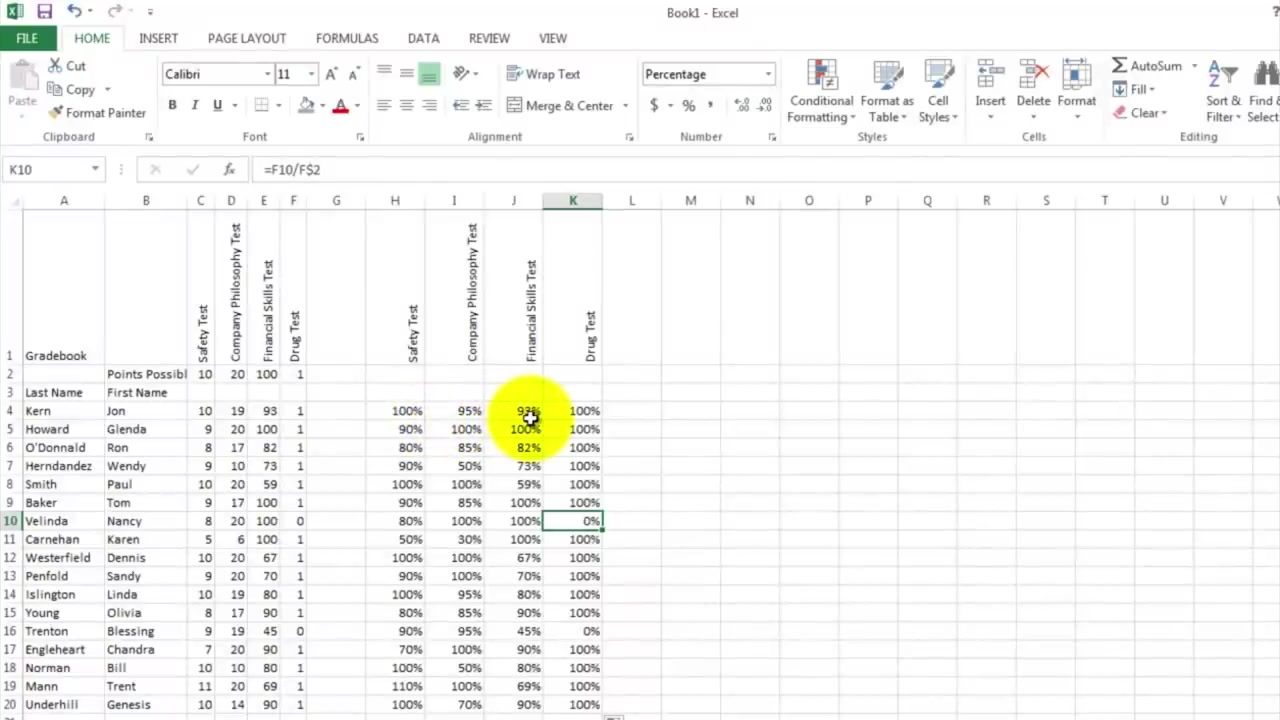 Book1 - Excel
?
FILE HOME INSERT PAGE LAYOUT FORMULAS DATA REVIEW VIEW
Paste Cut Copy Format Painter Clipboard
Calibri 11 B I U A Font
Wrap Text Merge & Center Alignment
Percentage $ % , Number
Conditional Formatting Format as Table Cell Styles Styles
Insert Delete Format Cells
AutoSum Fill Clear Sort & Filter Find & Select Editing
K10 fx =F10/F$2
A B C D E F G H I J K L M N O P Q R S T U V
1 Gradebook Safety Test Company Philosophy Test Financial Skills Test Drug Test Safety Test Company Philosophy Test Financial Skills Test Drug Test
2 Points Possibl 10 20 100 1
3 Last Name First Name
4 Kern Jon 10 19 93 1 100% 95% 93% 100%
5 Howard Glenda 9 20 100 1 90% 100% 100% 100%
6 O'Donnald Ron 8 17 82 1 80% 85% 82% 100%
7 Herndandez Wendy 9 10 73 1 90% 50% 73% 100%
8 Smith Paul 10 20 59 1 100% 100% 59% 100%
9 Baker Tom 9 17 100 1 90% 85% 100% 100%
10 Velinda Nancy 8 20 100 0 80% 100% 100% 0%
11 Carnehan Karen 5 6 100 1 50% 30% 100% 100%
12 Westerfield Dennis 10 20 67 1 100% 100% 67% 100%
13 Penfold Sandy 9 20 70 1 90% 100% 70% 100%
14 Islington Linda 10 19 80 1 100% 95% 80% 100%
15 Young Olivia 8 17 90 1 80% 85% 90% 100%
16 Trenton Blessing 9 19 45 0 90% 95% 45% 0%
17 Engleheart Chandra 7 20 90 1 70% 100% 90% 100%
18 Norman Bill 10 10 80 1 100% 50% 80% 100%
19 Mann Trent 11 20 69 1 110% 100% 69% 100%
20 Underhill Genesis 10 14 90 1 100% 70% 90% 100%